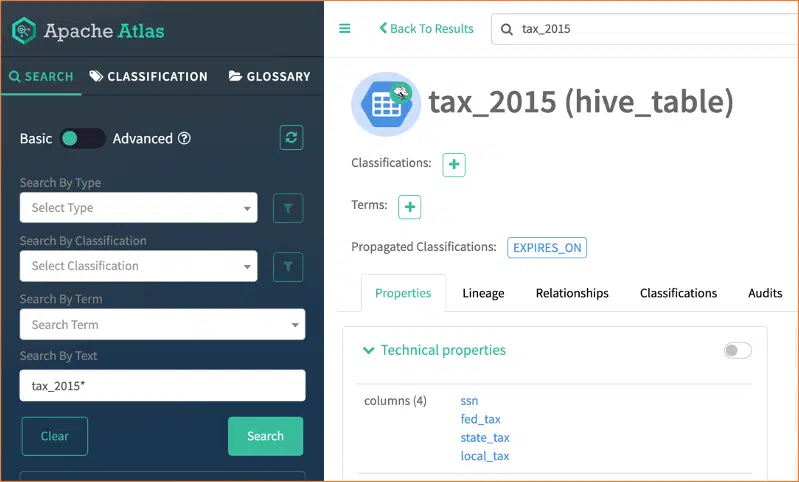 Apache Atlas
SEARCH
CLASSIFICATION
GLOSSARY
Basic
Advanced
Search By Type
Select Type
Search By Classification
Select Classification
Search By Term
Search Term
Search By Text
tax_2015*
Clear
Search
Back To Results
tax_2015
tax_2015 (hive_table)
Classifications:
Terms:
Propagated Classifications: EXPIRES_ON
Properties
Lineage
Relationships
Classifications
Audits
Technical properties
columns (4)
ssn
fed_tax
state_tax
local_tax